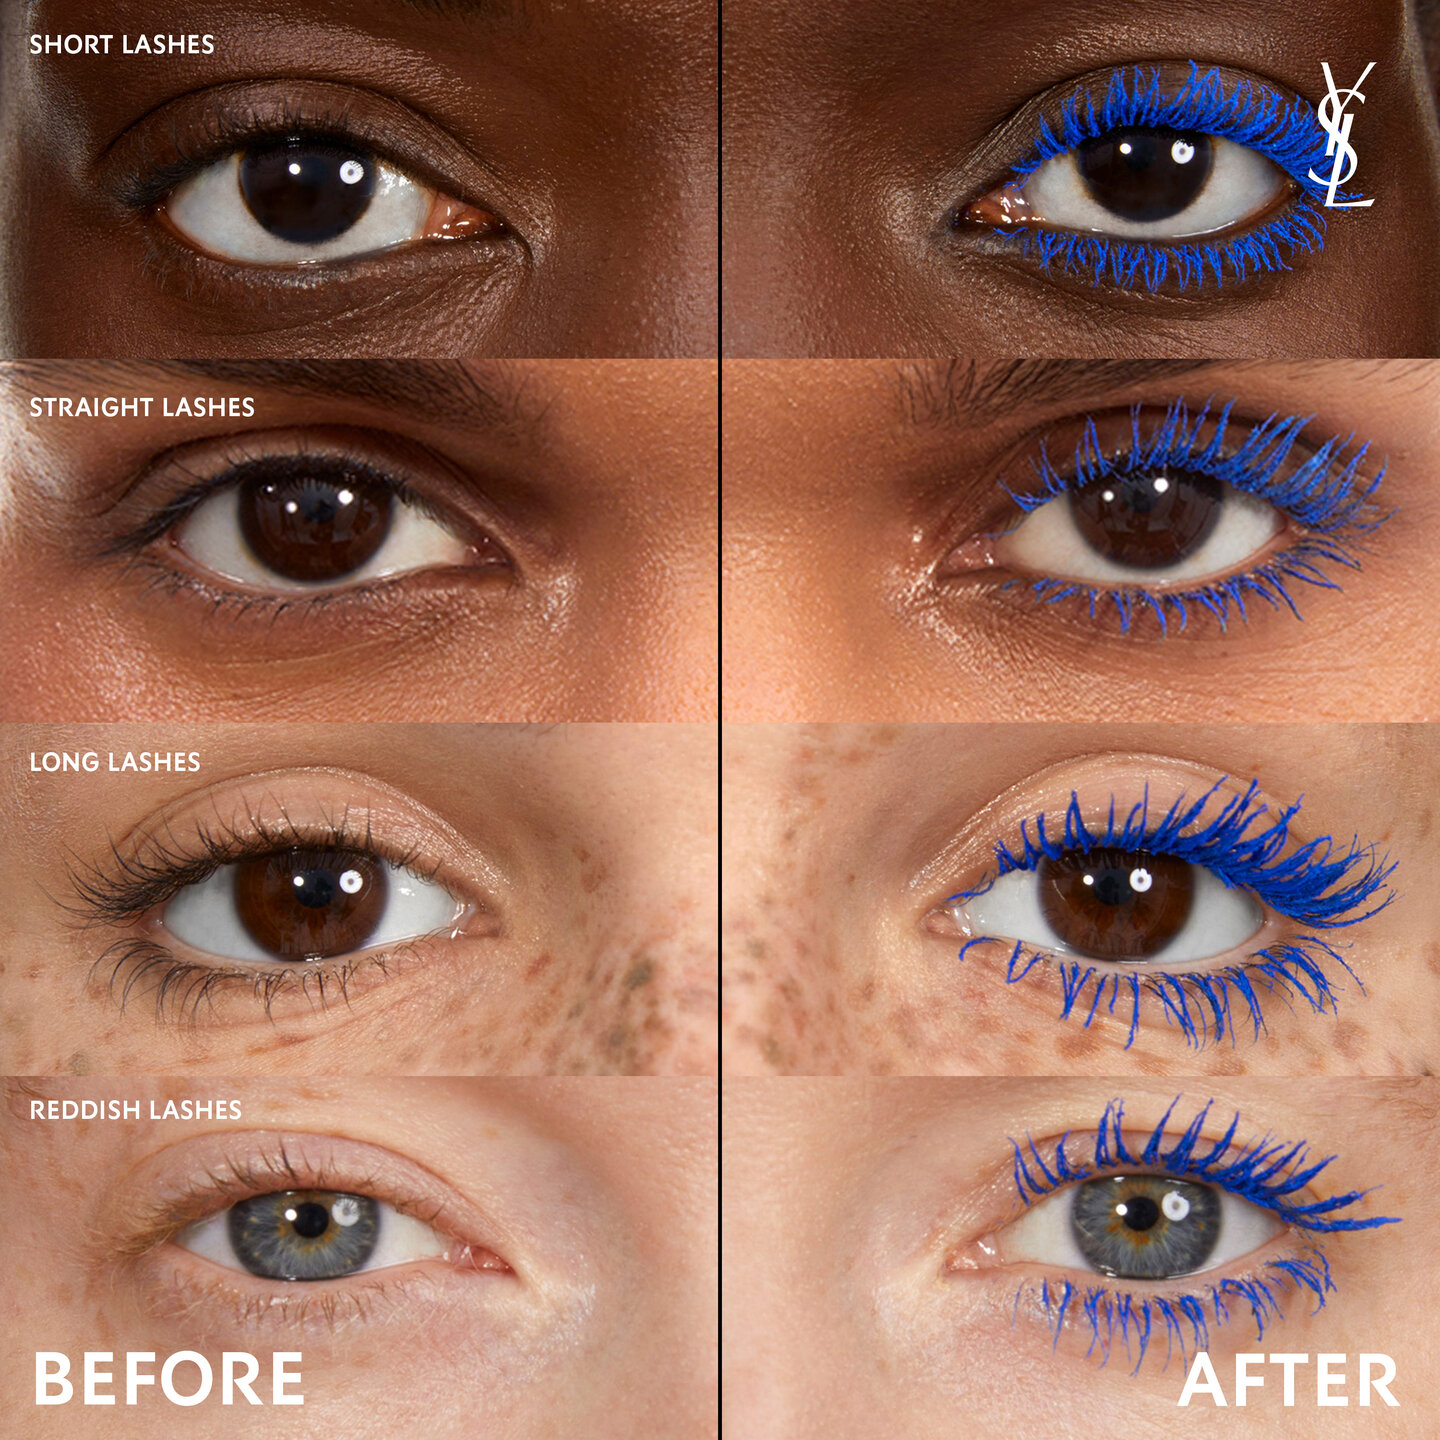 SHORT LASHES
YSL
STRAIGHT LASHES
LONG LASHES
REDDISH LASHES
BEFORE
AFTER